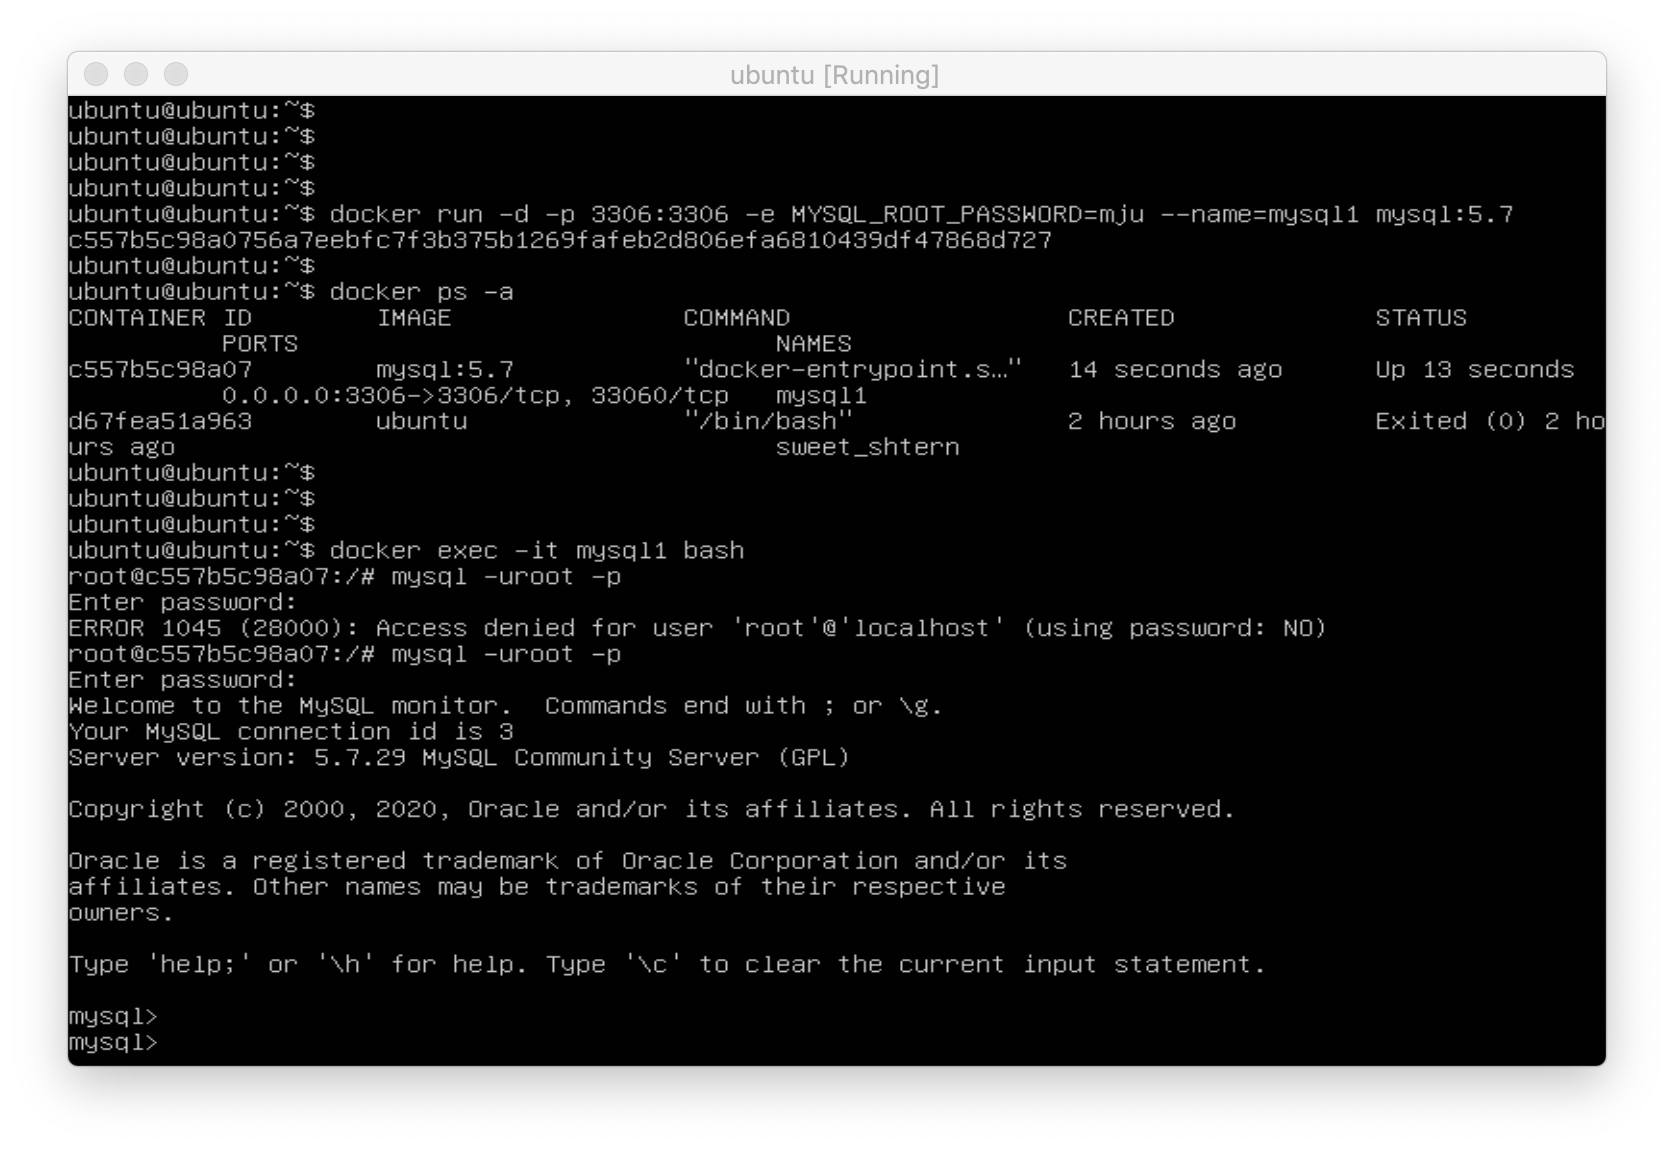 ubuntu [Running]
ubuntu@ubuntu:~$
ubuntu@ubuntu:~$
ubuntu@ubuntu:~$
ubuntu@ubuntu:~$
ubuntu@ubuntu:~$ docker run -d -p 3306:3306 -e MYSQL_ROOT_PASSWORD=mju --name=mysql1 mysql:5.7
c557b5c98a0756a7eebfc7f3b375b1269fafeb2d806efa6810439df47868d727
ubuntu@ubuntu:~$
ubuntu@ubuntu:~$ docker ps -a
CONTAINER ID        IMAGE               COMMAND                  CREATED             STATUS
          PORTS                               NAMES
c557b5c98a07        mysql:5.7           "docker-entrypoint.s…"   14 seconds ago      Up 13 seconds
          0.0.0.0:3306->3306/tcp, 33060/tcp   mysql1
d67fea51a963        ubuntu              "/bin/bash"              2 hours ago         Exited (0) 2 ho
urs ago                                       sweet_shtern
ubuntu@ubuntu:~$
ubuntu@ubuntu:~$
ubuntu@ubuntu:~$
ubuntu@ubuntu:~$ docker exec -it mysql1 bash
root@c557b5c98a07:/# mysql -uroot -p
Enter password:
ERROR 1045 (28000): Access denied for user 'root'@'localhost' (using password: NO)
root@c557b5c98a07:/# mysql -uroot -p
Enter password:
Welcome to the MySQL monitor.  Commands end with ; or \g.
Your MySQL connection id is 3
Server version: 5.7.29 MySQL Community Server (GPL)
Copyright (c) 2000, 2020, Oracle and/or its affiliates. All rights reserved.
Oracle is a registered trademark of Oracle Corporation and/or its
affiliates. Other names may be trademarks of their respective
owners.
Type 'help;' or '\h' for help. Type '\c' to clear the current input statement.
mysql>
mysql>